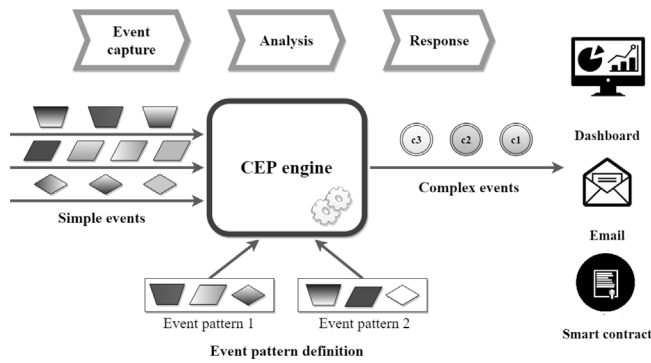 Event
capture
Analysis
Response
CEP engine
c3
c2
c1
Simple events
Complex events
Dashboard
Email
Smart contract
Event pattern 1
Event pattern 2
Event pattern definition